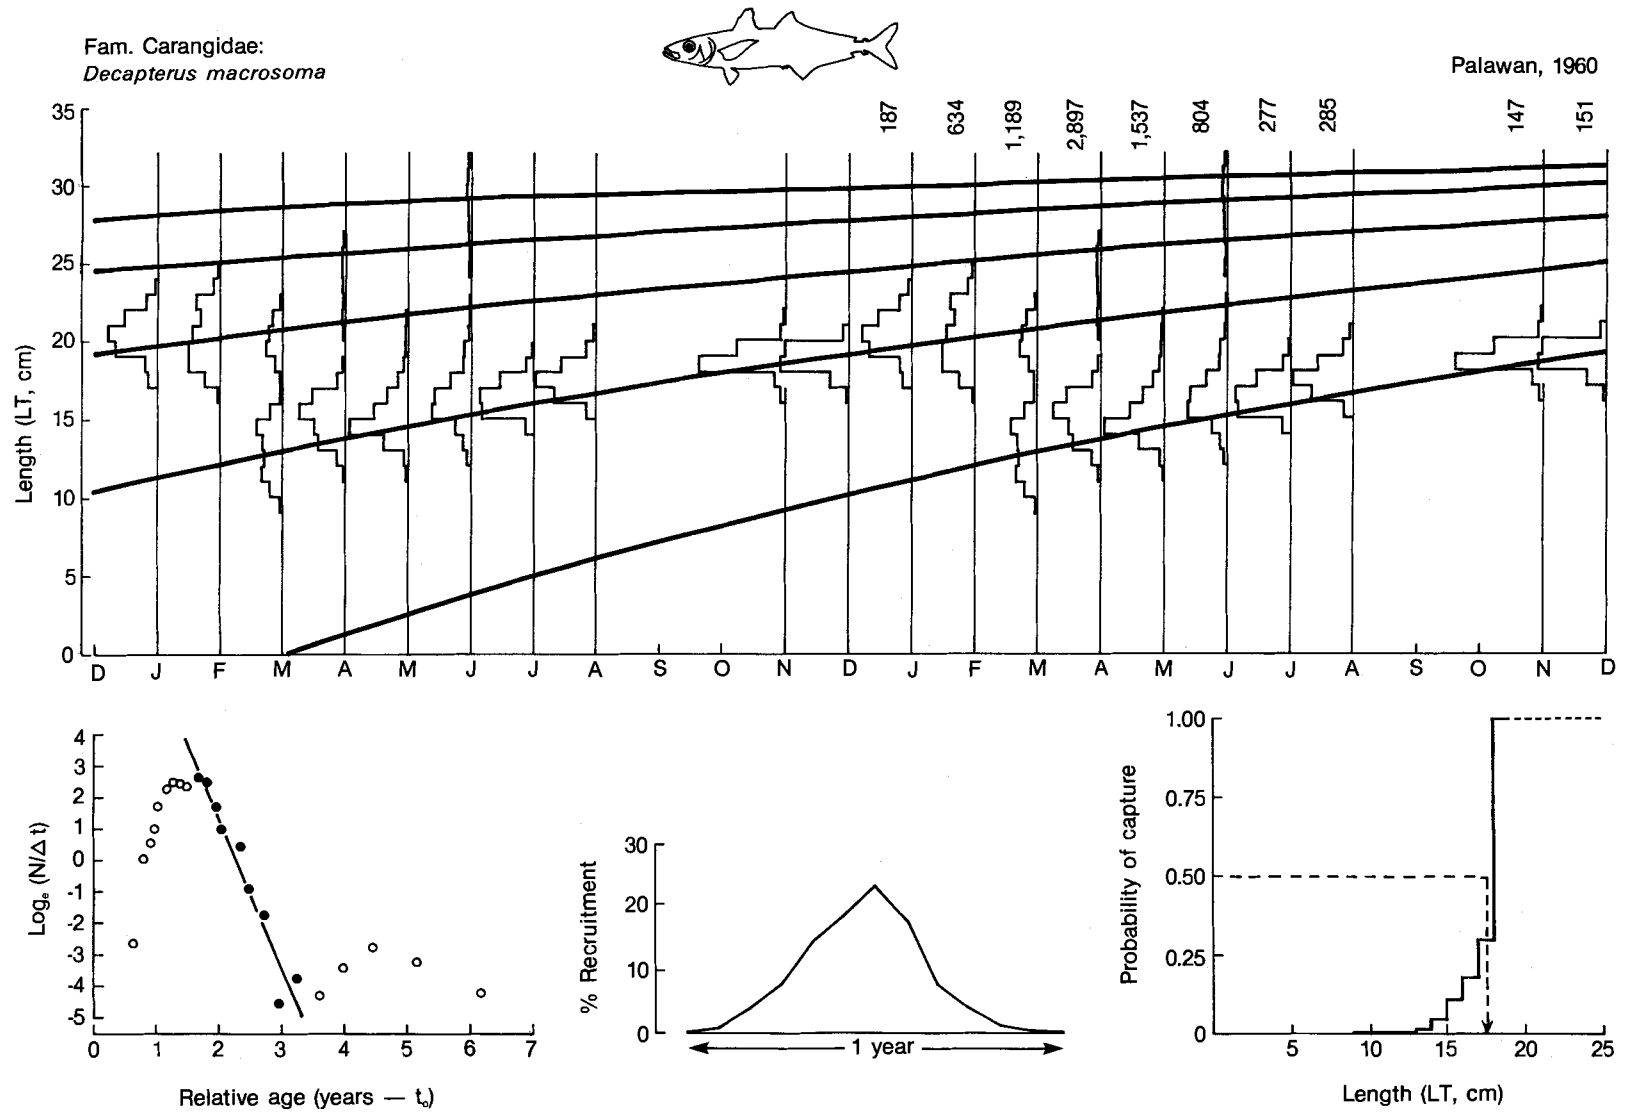 Fam. Carangidae:
Decapterus macrosoma
Palawan, 1960
187 634 1,189 2,897 1,537 804 277 285 147 151
Length (LT, cm)
35
30
25
20
15
10
5
0
D J F M A M J J A S O N D J F M A M J J A S O N D
Logₑ (N/Δ t)
4
3
2
1
0
-1
-2
-3
-4
-5
0 1 2 3 4 5 6 7
Relative age (years — tₒ)
% Recruitment
30
20
10
0
1 year
Probability of capture
1.00
0.75
0.50
0.25
0
5 10 15 20 25
Length (LT, cm)